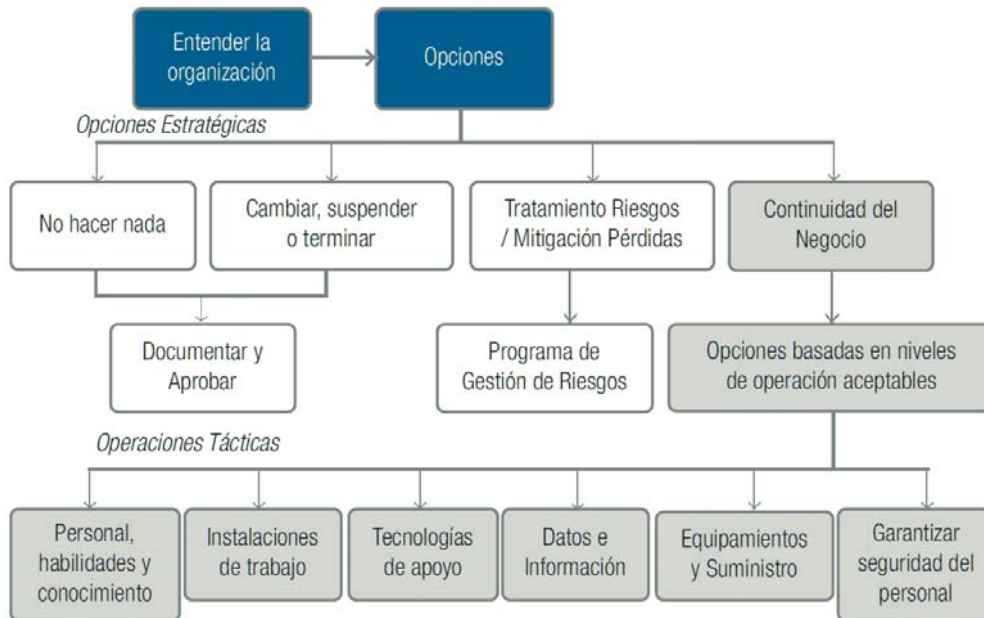 Entender la
organización
Opciones
Opciones Estratégicas
No hacer nada
Cambiar, suspender
o terminar
Tratamiento Riesgos
/ Mitigación Pérdidas
Continuidad del
Negocio
Documentar y
Aprobar
Programa de
Gestión de Riesgos
Opciones basadas en niveles
de operación aceptables
Operaciones Tácticas
Personal,
habilidades y
conocimiento
Instalaciones
de trabajo
Tecnologías
de apoyo
Datos e
Información
Equipamientos
y Suministro
Garantizar
seguridad del
personal